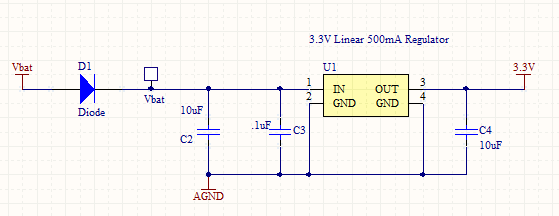 3.3V Linear 500mA Regulator
Vbat
D1
Diode
Vbat
10uF
C2
.1uF
C3
U1
1
IN
OUT
3
2
GND
GND
4
3.3V
C4
10uF
AGND